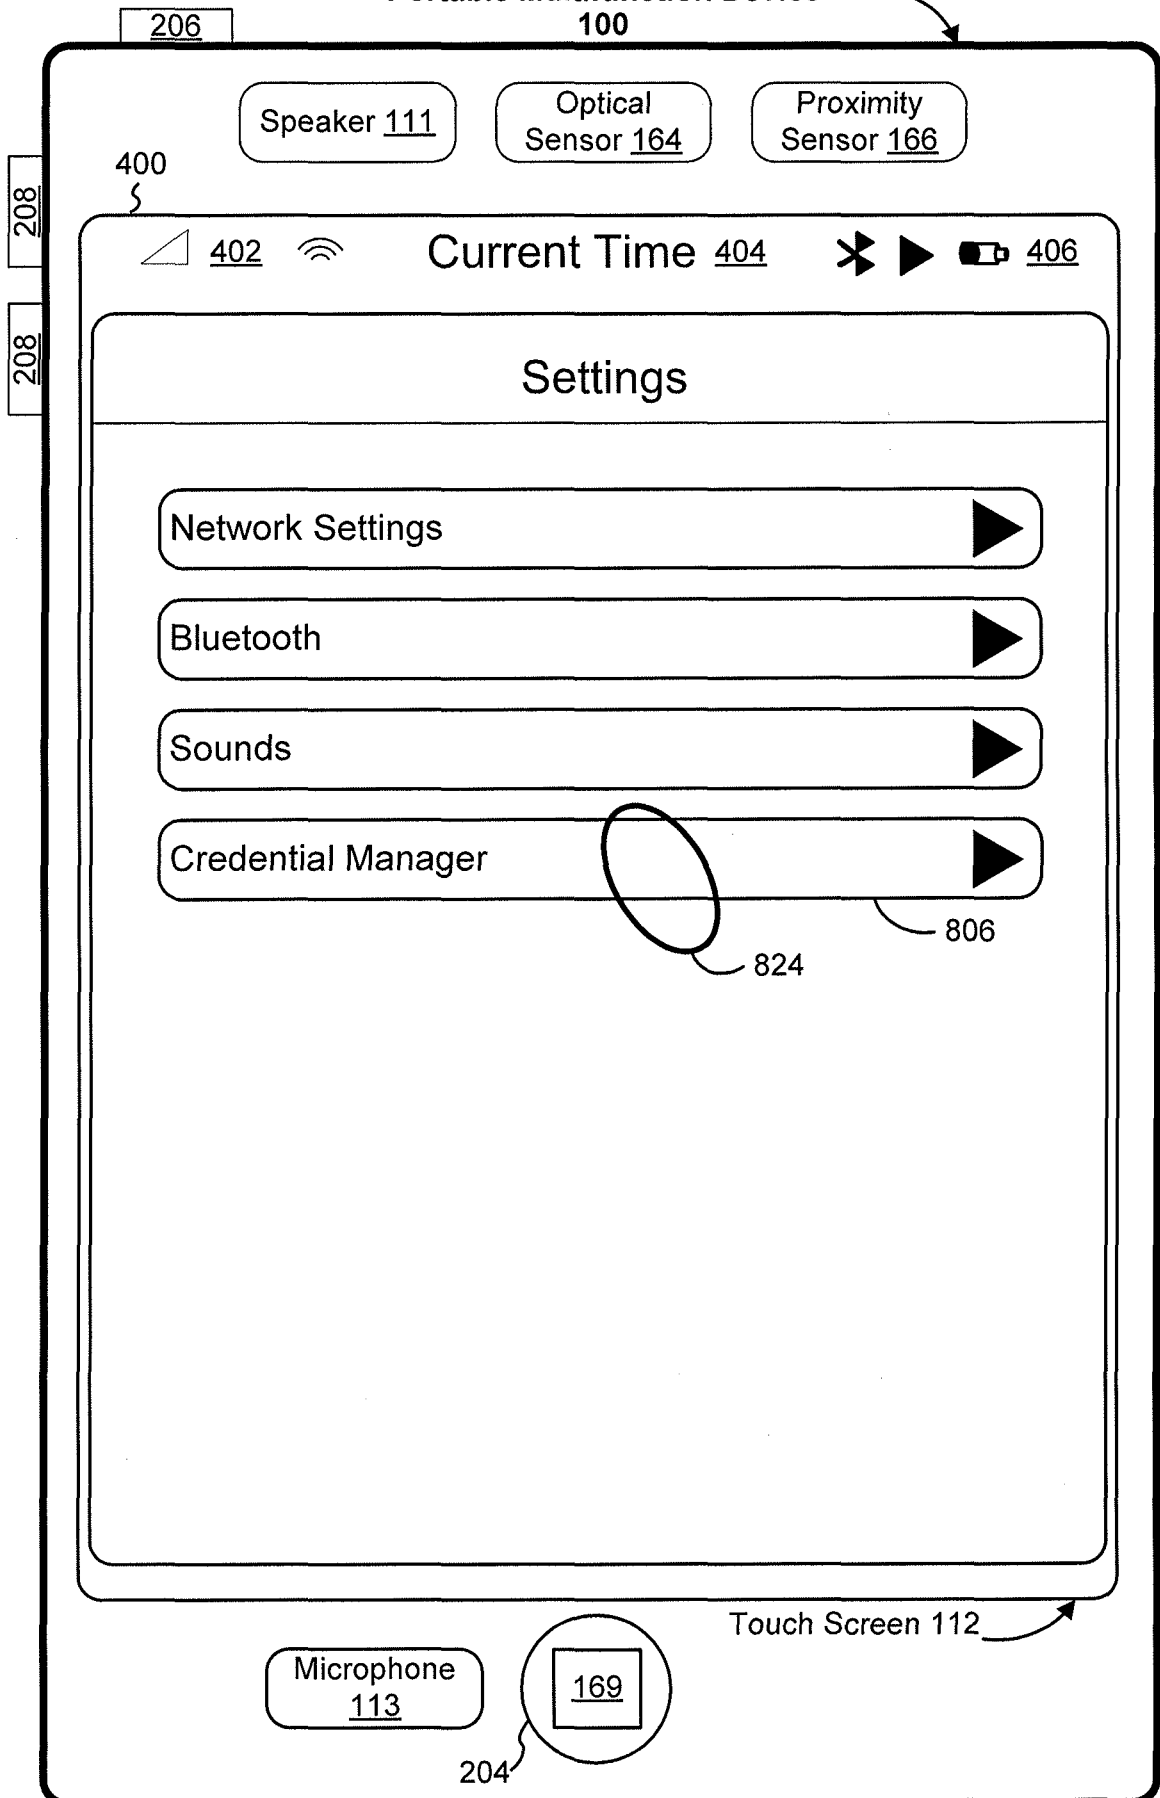 100
206
Speaker 111
Optical
Sensor 164
Proximity
Sensor 166
400
208
402
Current Time 404
406
208
Settings
Network Settings
Bluetooth
Sounds
Credential Manager
806
824
Touch Screen 112
Microphone
113
169
204